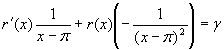 r′(x) 1/(x − π) + r(x)(− 1/(x − π)²) = γ